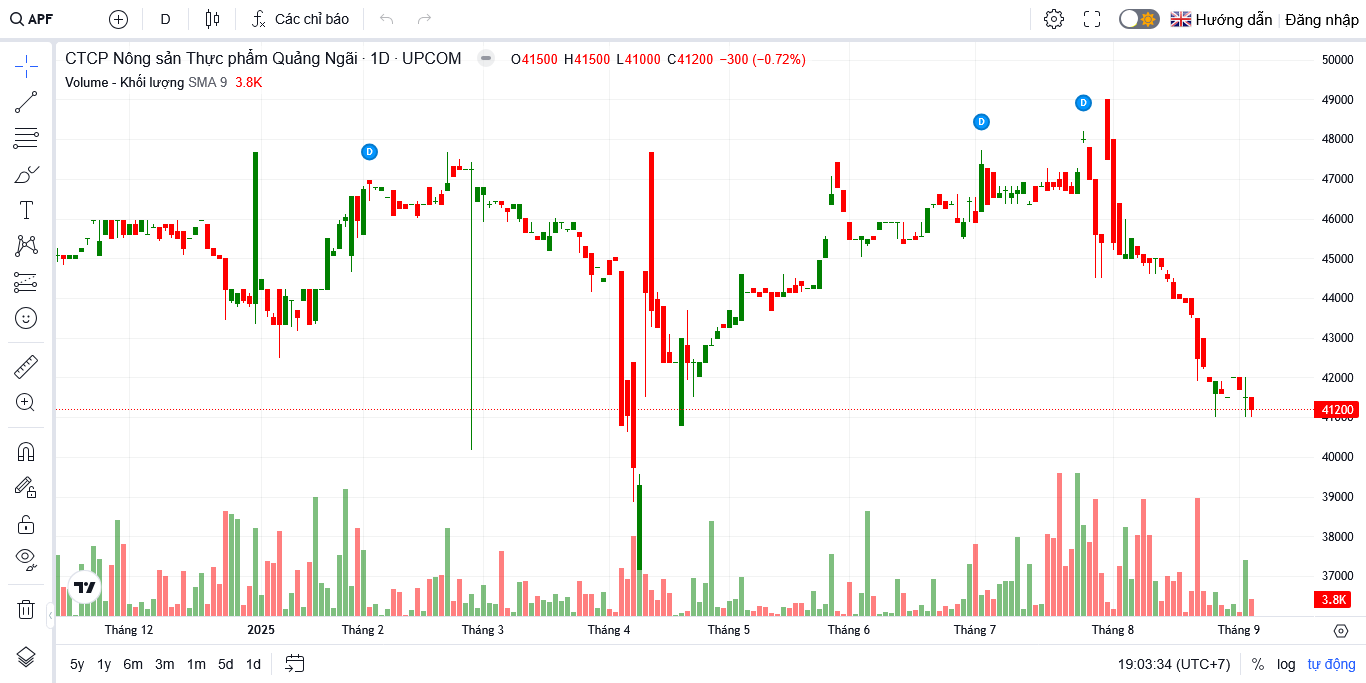 APF D Các chỉ báo Hướng dẫn Đăng nhập
CTCP Nông sản Thực phẩm Quảng Ngãi · 1D · UPCOM O41500 H41500 L41000 C41200 −300 (−0.72%)
Volume - Khối lượng SMA 9 3.8K
50000
49000
48000
47000
46000
45000
44000
43000
42000
41200
41000
40000
39000
38000
37000
3.8K
D
D
D
Tháng 12 2025 Tháng 2 Tháng 3 Tháng 4 Tháng 5 Tháng 6 Tháng 7 Tháng 8 Tháng 9
5y 1y 6m 3m 1m 5d 1d 19:03:34 (UTC+7) % log tự động